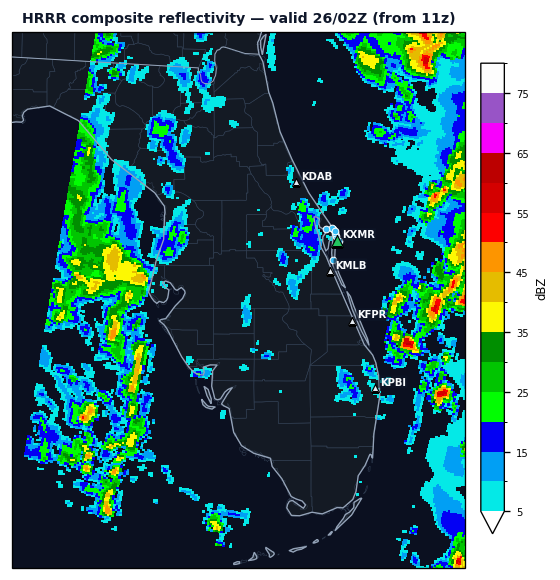 HRRR composite reflectivity — valid 26/02Z (from 11z)
KDAB
KXMR
KMLB
KFPR
KPBI
75
65
55
45
35
25
15
5
dBZ